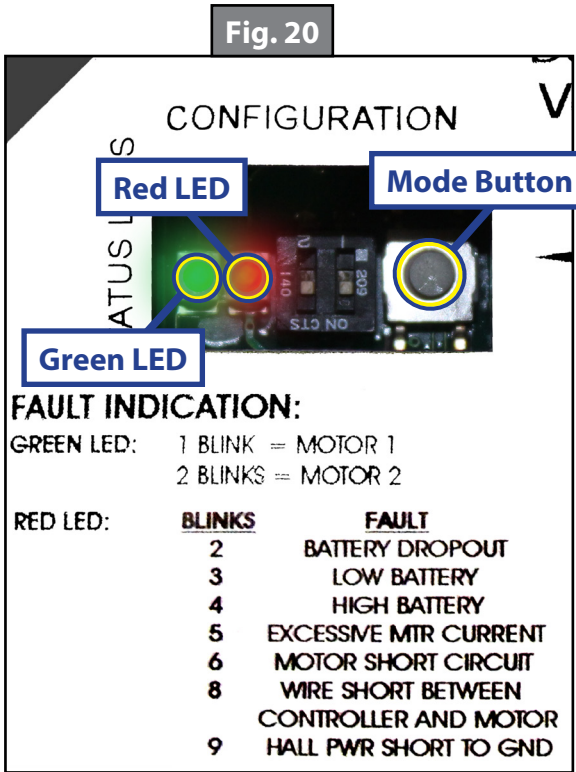 Fig. 20
V
CONFIGURATION
Red LED
Mode Button
Green LED
ON CTS
FAULT INDICATION:
GREEN LED: 1 BLINK = MOTOR 1
2 BLINKS = MOTOR 2
RED LED: BLINKS FAULT
2 BATTERY DROPOUT
3 LOW BATTERY
4 HIGH BATTERY
5 EXCESSIVE MTR CURRENT
6 MOTOR SHORT CIRCUIT
8 WIRE SHORT BETWEEN
CONTROLLER AND MOTOR
9 HALL PWR SHORT TO GND